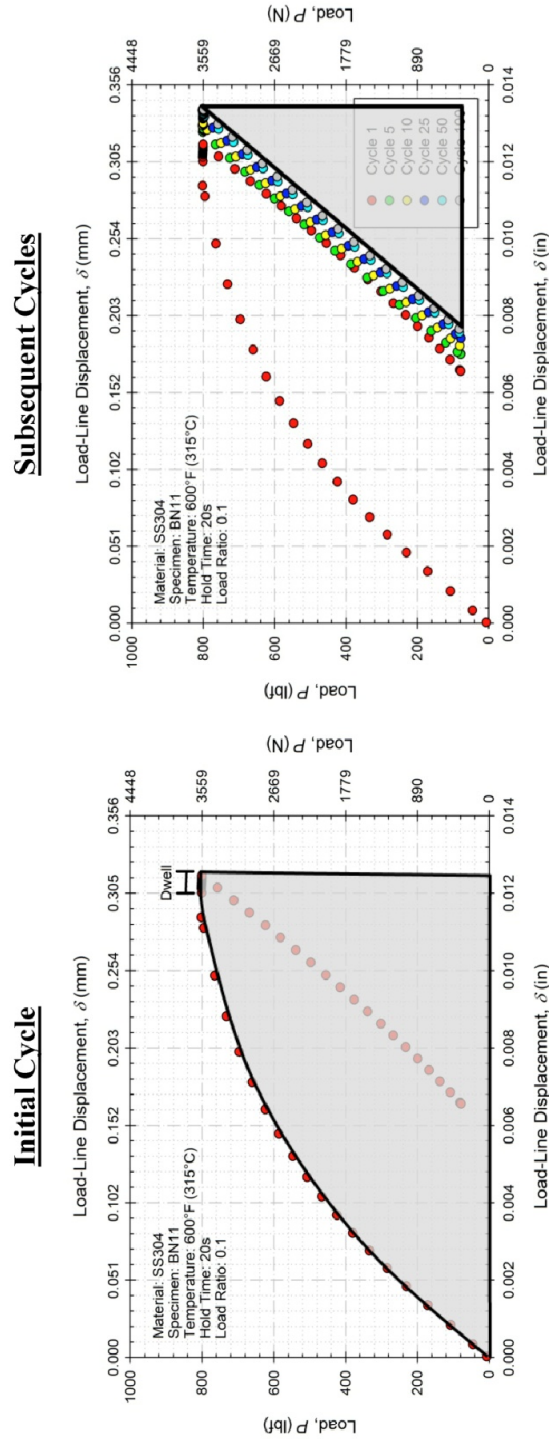 Initial Cycle
Load-Line Displacement, δ (mm)
0.000 0.051 0.102 0.152 0.203 0.254 0.305 0.356
1000 4448
800 3559
600 2669
400 1779
200 890
0 0
Load, P (lbf)
Load, P (N)
Material: SS304
Specimen: BN11
Temperature: 600°F (315°C)
Hold Time: 20s
Load Ratio: 0.1
Dwell
0.000 0.002 0.004 0.006 0.008 0.010 0.012 0.014
Load-Line Displacement, δ (in)
Subsequent Cycles
Load-Line Displacement, δ (mm)
0.000 0.051 0.102 0.152 0.203 0.254 0.305 0.356
1000 4448
800 3559
600 2669
400 1779
200 890
0 0
Load, P (lbf)
Load, P (N)
Material: SS304
Specimen: BN11
Temperature: 600°F (315°C)
Hold Time: 20s
Load Ratio: 0.1
Cycle 1
Cycle 5
Cycle 10
Cycle 25
Cycle 50
0.000 0.002 0.004 0.006 0.008 0.010 0.012 0.014
Load-Line Displacement, δ (in)